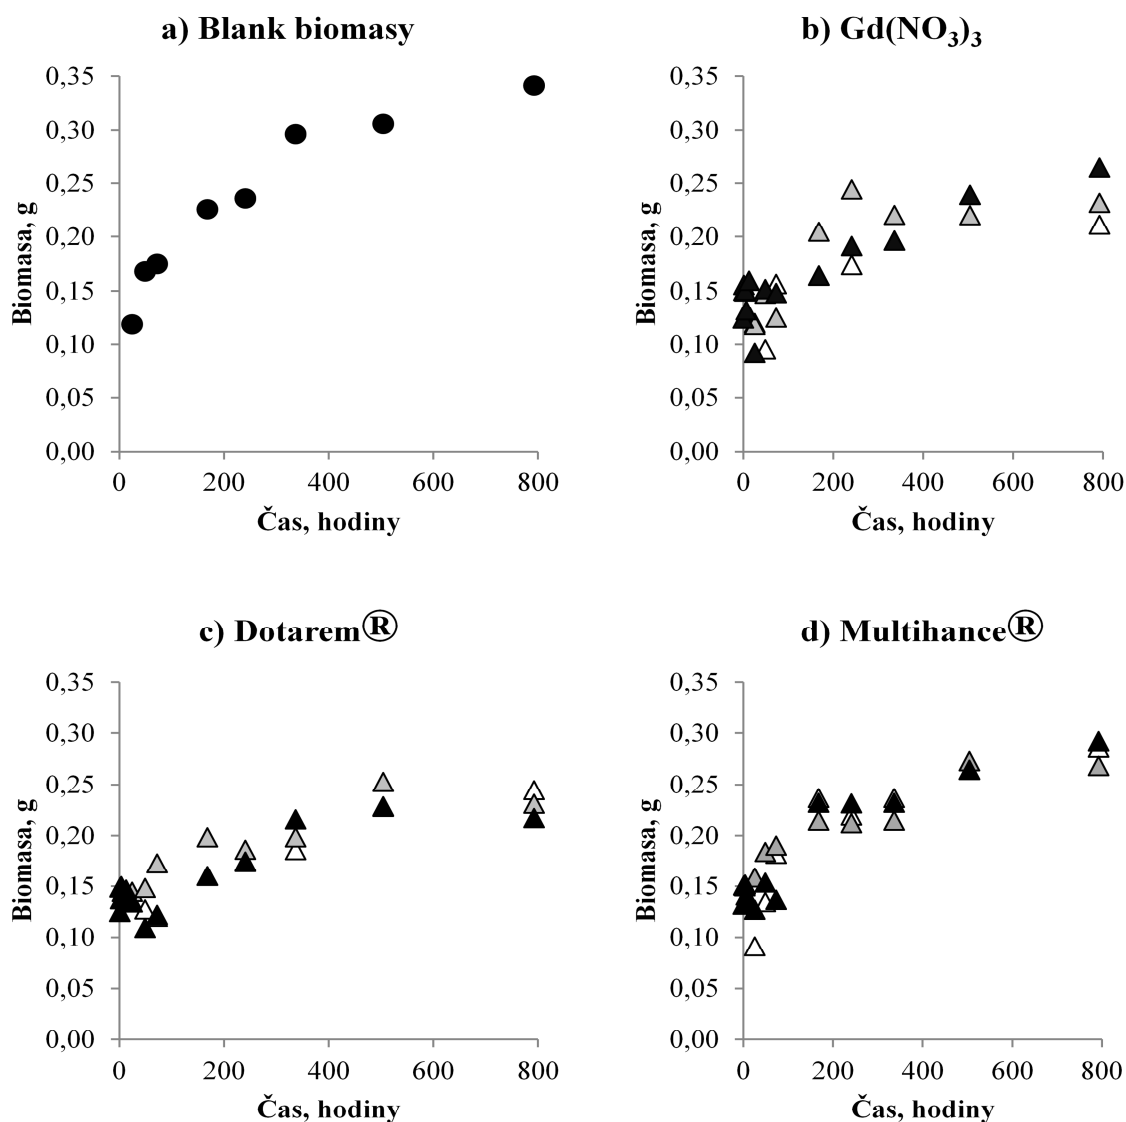 a) Blank biomasy
0,35
0,30
0,25
0,20
0,15
0,10
0,05
0,00
Biomasa, g
0 200 400 600 800
Čas, hodiny
b) Gd(NO₃)₃
0,35
0,30
0,25
0,20
0,15
0,10
0,05
0,00
Biomasa, g
0 200 400 600 800
Čas, hodiny
c) Dotarem®
0,35
0,30
0,25
0,20
0,15
0,10
0,05
0,00
Biomasa, g
0 200 400 600 800
Čas, hodiny
d) Multihance®
0,35
0,30
0,25
0,20
0,15
0,10
0,05
0,00
Biomasa, g
0 200 400 600 800
Čas, hodiny